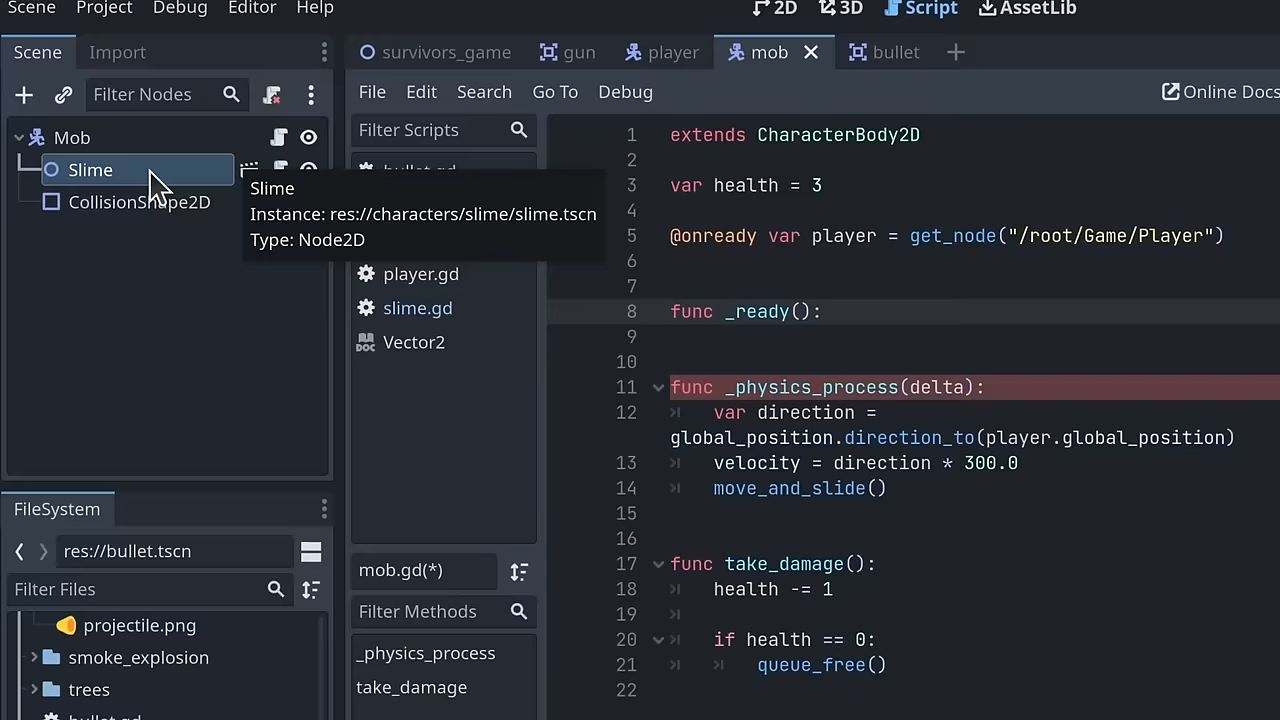 Scene Project Debug Editor Help
2D 3D Script AssetLib
Scene Import
survivors_game gun player mob bullet
Filter Nodes
File Edit Search Go To Debug
Online Docs
Mob
Slime
CollisionShape2D
Slime
Instance: res://characters/slime/slime.tscn
Type: Node2D
Filter Scripts
bullet.gd
player.gd
slime.gd
Vector2
mob.gd(*)
Filter Methods
_physics_process
take_damage
1 extends CharacterBody2D
2
3 var health = 3
4
5 @onready var player = get_node("/root/Game/Player")
6
7
8 func _ready():
9
10
11 func _physics_process(delta):
12 var direction =
global_position.direction_to(player.global_position)
13 velocity = direction * 300.0
14 move_and_slide()
15
16
17 func take_damage():
18 health -= 1
19
20 if health == 0:
21 queue_free()
22
FileSystem
res://bullet.tscn
Filter Files
projectile.png
smoke_explosion
trees
bullet.gd